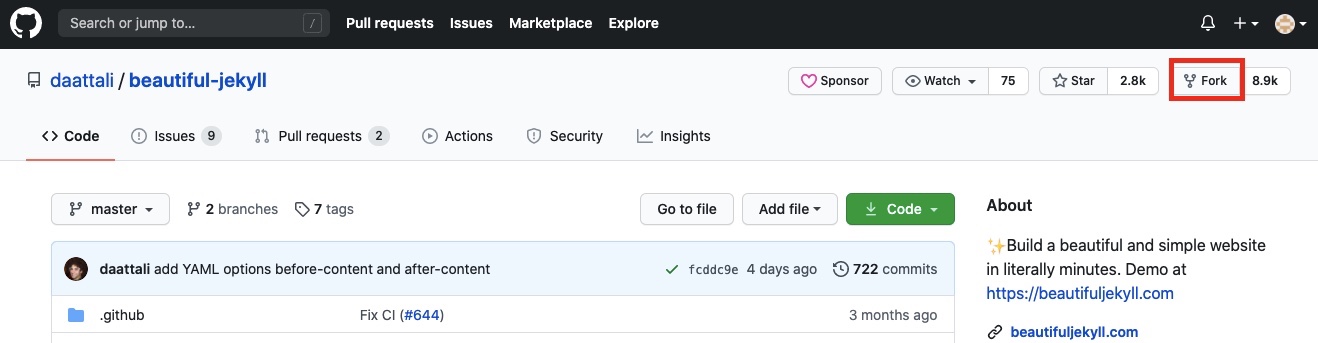 Search or jump to… / Pull requests Issues Marketplace Explore
daattali / beautiful-jekyll Sponsor Watch 75 Star 2.8k Fork 8.9k
Code Issues 9 Pull requests 2 Actions Security Insights
master 2 branches 7 tags Go to file Add file Code
About
daattali add YAML options before-content and after-content fcddc9e 4 days ago 722 commits
.github Fix CI (#644) 3 months ago
✨Build a beautiful and simple website
in literally minutes. Demo at
https://beautifuljekyll.com
beautifuljekyll.com